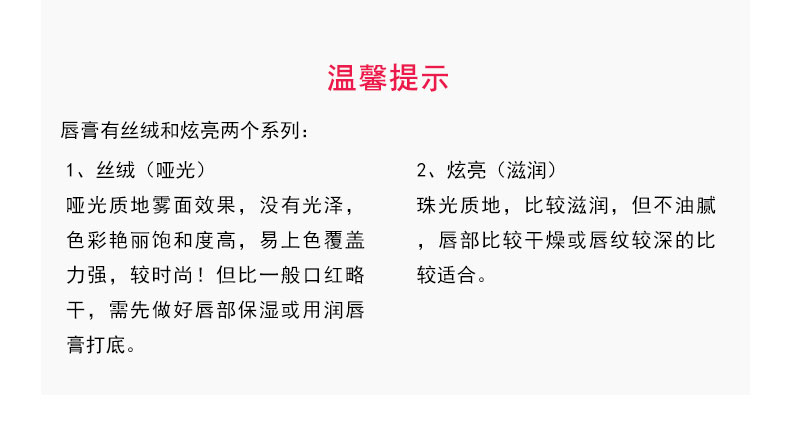 温馨提示
唇膏有丝绒和炫亮两个系列：
1、丝绒（哑光）
哑光质地雾面效果，没有光泽，
色彩艳丽饱和度高，易上色覆盖
力强，较时尚！但比一般口红略
干，需先做好唇部保湿或用润唇
膏打底。
2、炫亮（滋润）
珠光质地，比较滋润，但不油腻
，唇部比较干燥或唇纹较深的比
较适合。